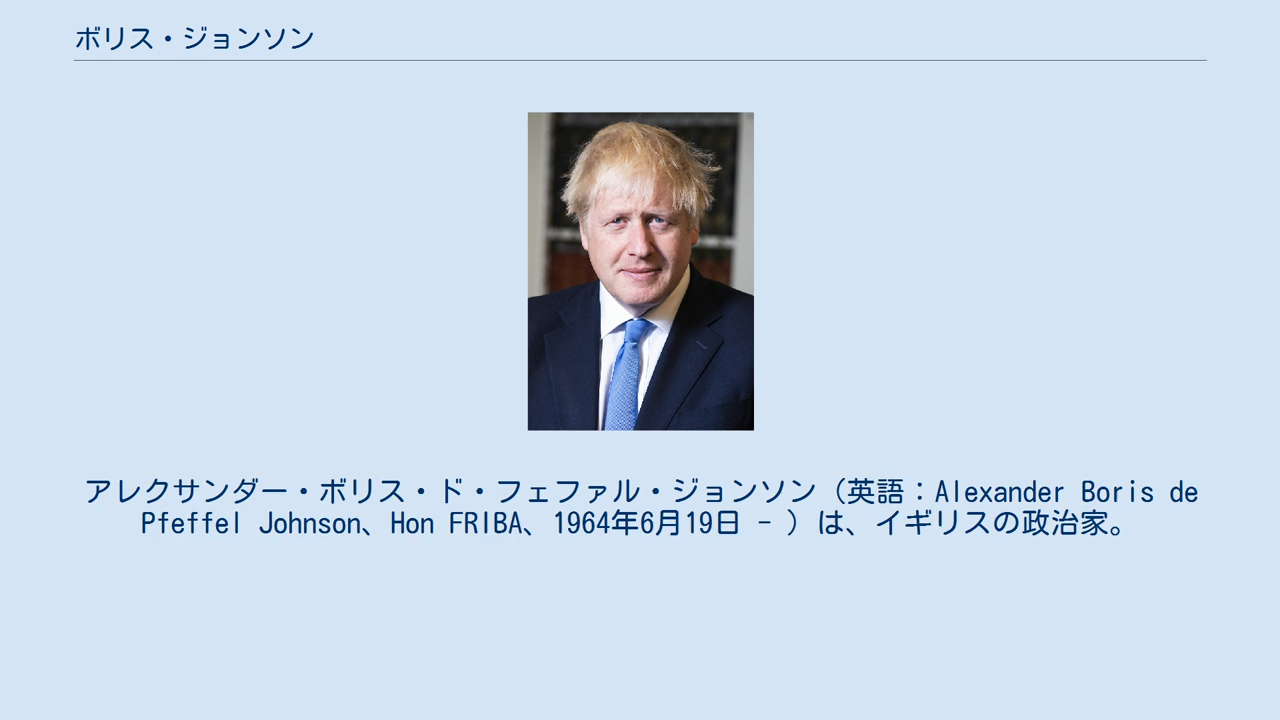 ボリス・ジョンソン
アレクサンダー・ボリス・ド・フェファル・ジョンソン（英語：Alexander Boris de
Pfeffel Johnson、Hon FRIBA、1964年6月19日 - ）は、イギリスの政治家。